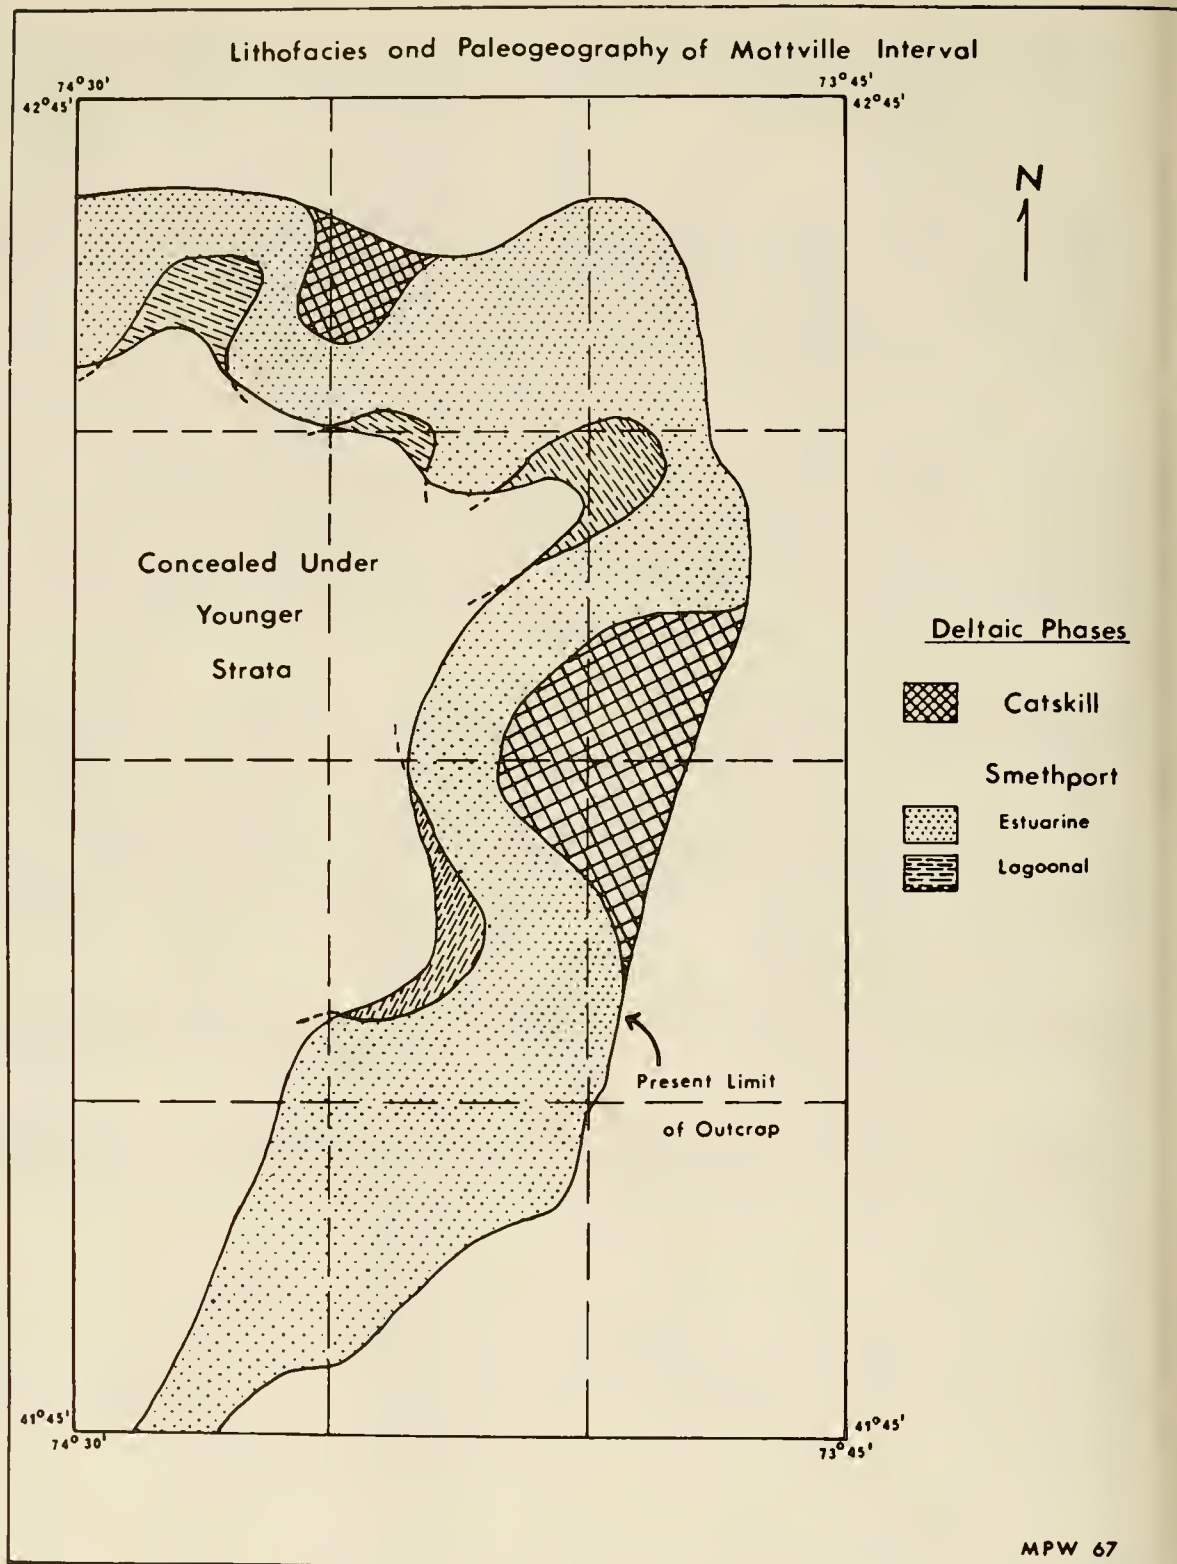 Lithofacies and Paleogeography of Mottville Interval
74°30'
73°45'
42°45'
42°45'
N
Concealed Under
Younger
Strata
Deltaic Phases
Catskill
Smethport
Estuarine
Lagoonal
Present Limit
of Outcrop
41°45'
41°45'
74°30'
73°45'
MPW 67